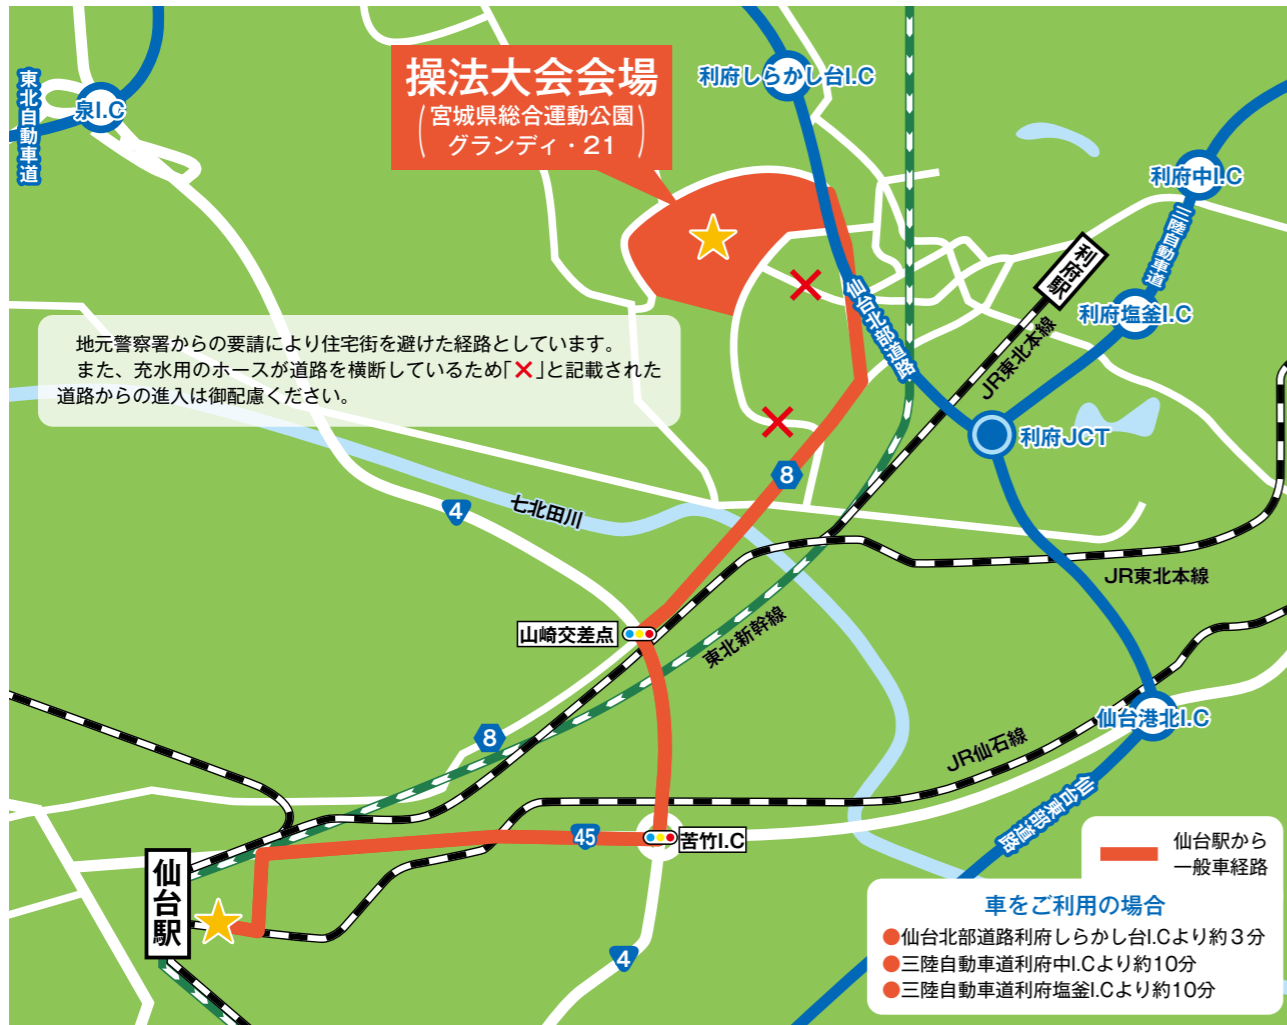 東北自動車道
泉I.C
操法大会会場
(宮城県総合運動公園
グランディ・21)
利府しらかし台I.C
利府中I.C
三陸自動車道
利府駅
利府塩釜I.C
仙台北部道路
JR東北本線
地元警察署からの要請により住宅街を避けた経路としています。
また、充水用のホースが道路を横断しているため「×」と記載された
道路からの進入は御配慮ください。
利府JCT
8
4
七北田川
JR東北本線
山崎交差点
東北新幹線
8
仙台港北I.C
JR仙石線
仙台東部道路
45
苦竹I.C
仙台駅
4
仙台駅から
一般車経路
車をご利用の場合
●仙台北部道路利府しらかし台I.Cより約3分
●三陸自動車道利府中I.Cより約10分
●三陸自動車道利府塩釜I.Cより約10分